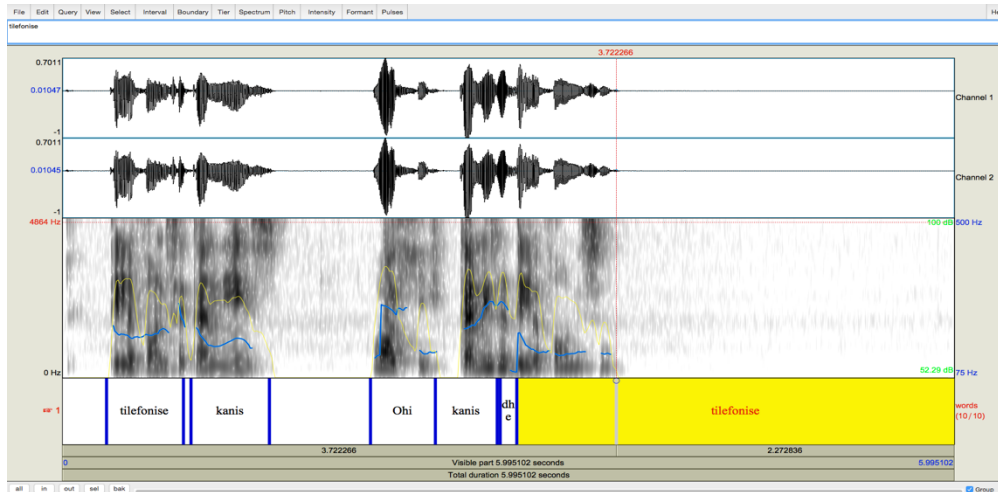 File Edit Query View Select Interval Boundary Tier Spectrum Pitch Intensity Formant Pulses
tilefonise
3.722266
0.7011
0.01047
-1
Channel 1
0.7011
0.01045
-1
Channel 2
4864 Hz 100 dB 500 Hz
0 Hz 52.29 dB 75 Hz
1 tilefonise kanis Ohi kanis dh tilefonise words
e (10 / 10)
3.722266 2.272836
0 Visible part 5.995102 seconds 5.995102
Total duration 5.995102 seconds
all in out sel bak Group